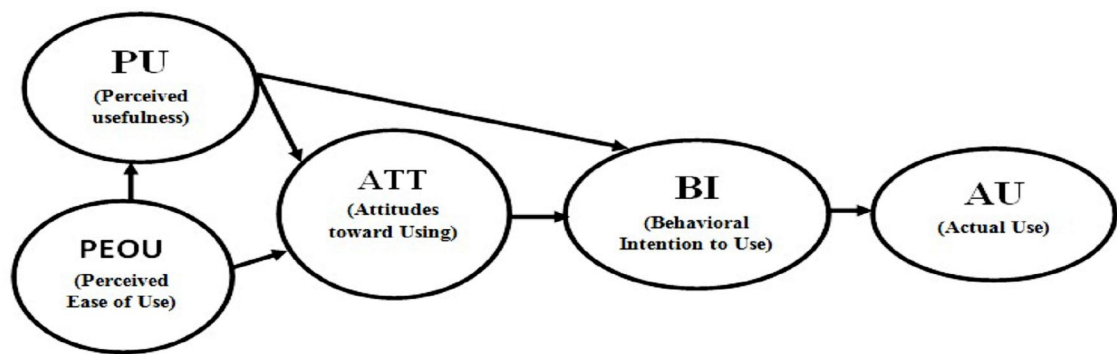 PU
(Perceived
usefulness)
PEOU
(Perceived
Ease of Use)
ATT
(Attitudes
toward Using)
BI
(Behavioral
Intention to Use)
AU
(Actual Use)